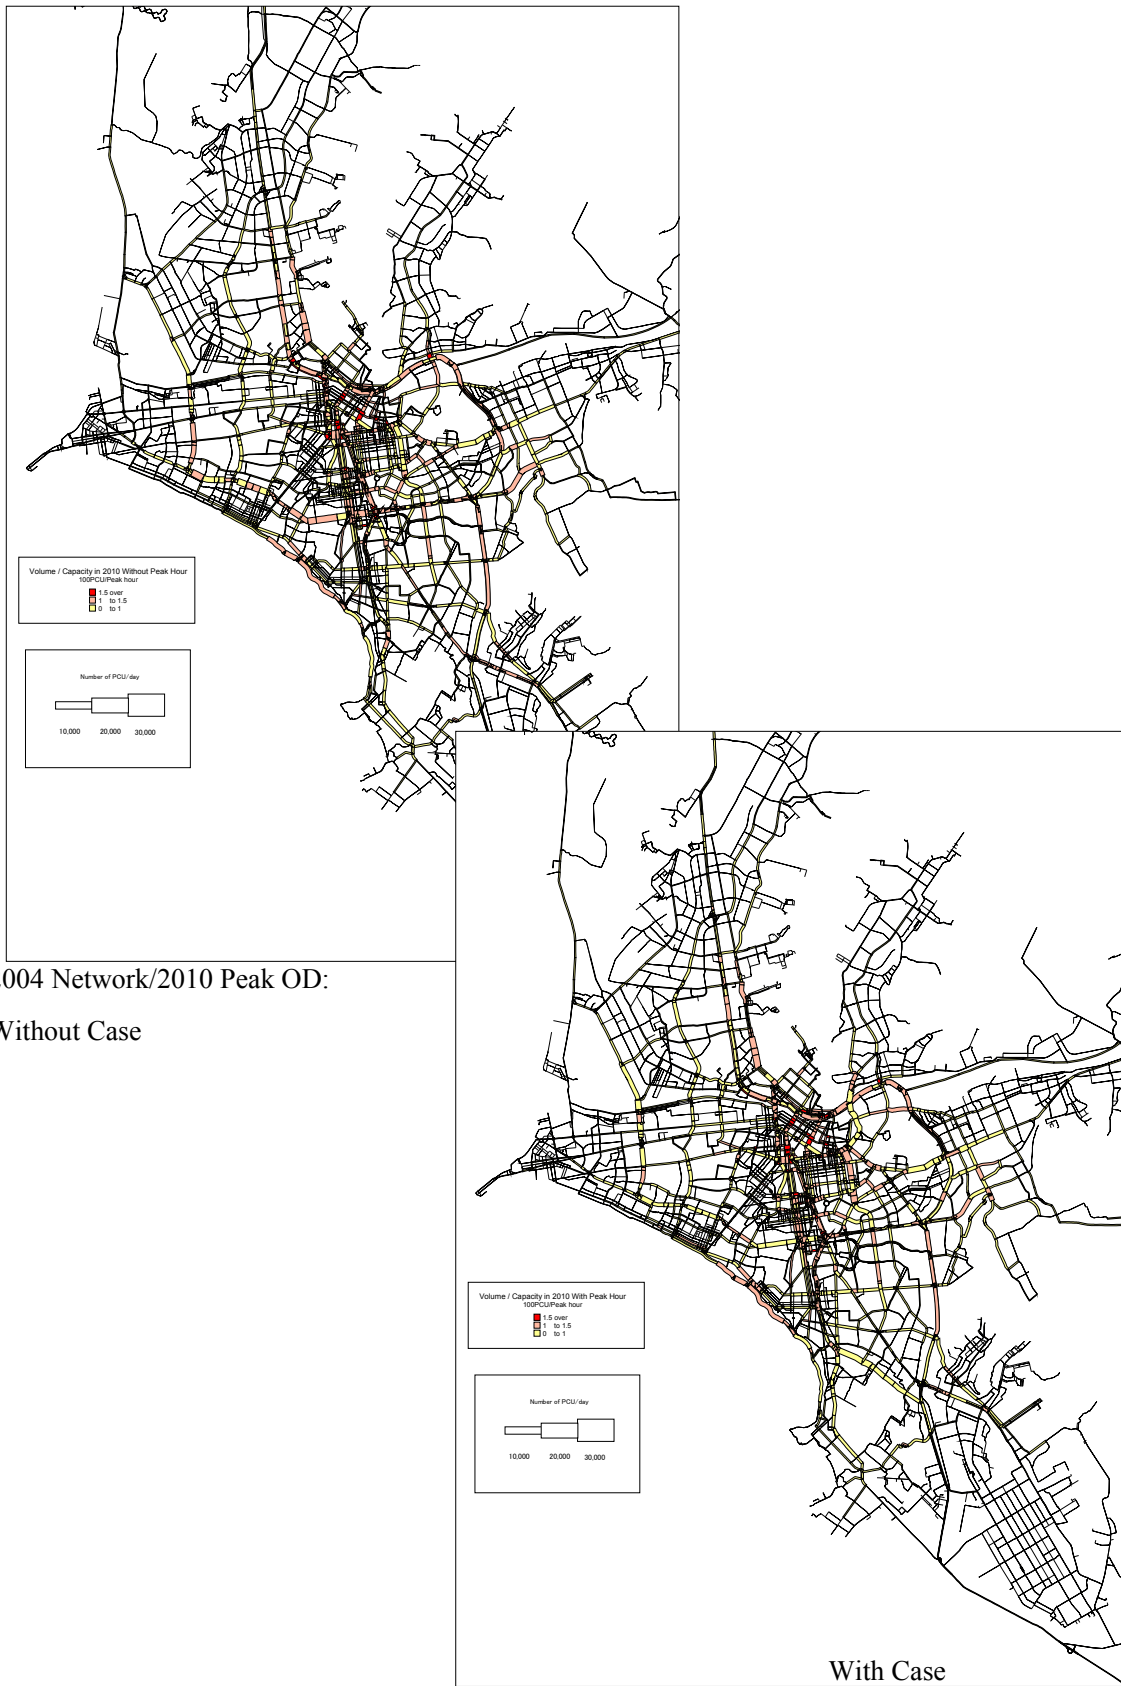 Volume / Capacity in 2010 Without Peak Hour
100PCU/Peak hour
1.5 over
1 to 1.5
0 to 1
Number of PCU/day
10,000 20,000 30,000
2004 Network/2010 Peak OD:
Without Case
Volume / Capacity in 2010 With Peak Hour
100PCU/Peak hour
1.5 over
1 to 1.5
0 to 1
Number of PCU/day
10,000 20,000 30,000
With Case